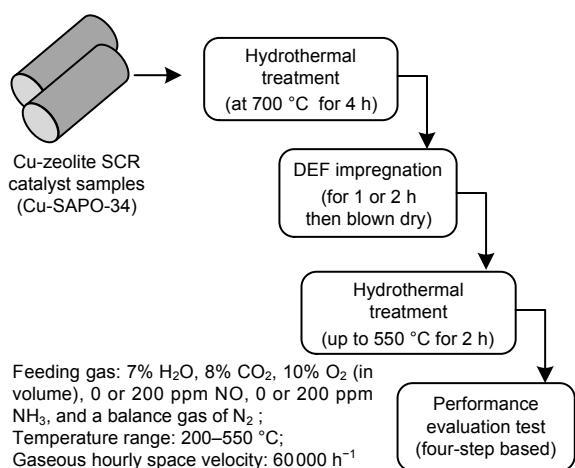 Hydrothermal
treatment
(at 700 °C for 4 h)
Cu-zeolite SCR
catalyst samples
(Cu-SAPO-34)
DEF impregnation
(for 1 or 2 h
then blown dry)
Hydrothermal
treatment
(up to 550 °C for 2 h)
Feeding gas: 7% H₂O, 8% CO₂, 10% O₂ (in
volume), 0 or 200 ppm NO, 0 or 200 ppm
NH₃, and a balance gas of N₂ ;
Temperature range: 200–550 °C;
Gaseous hourly space velocity: 60 000 h⁻¹
Performance
evaluation test
(four-step based)